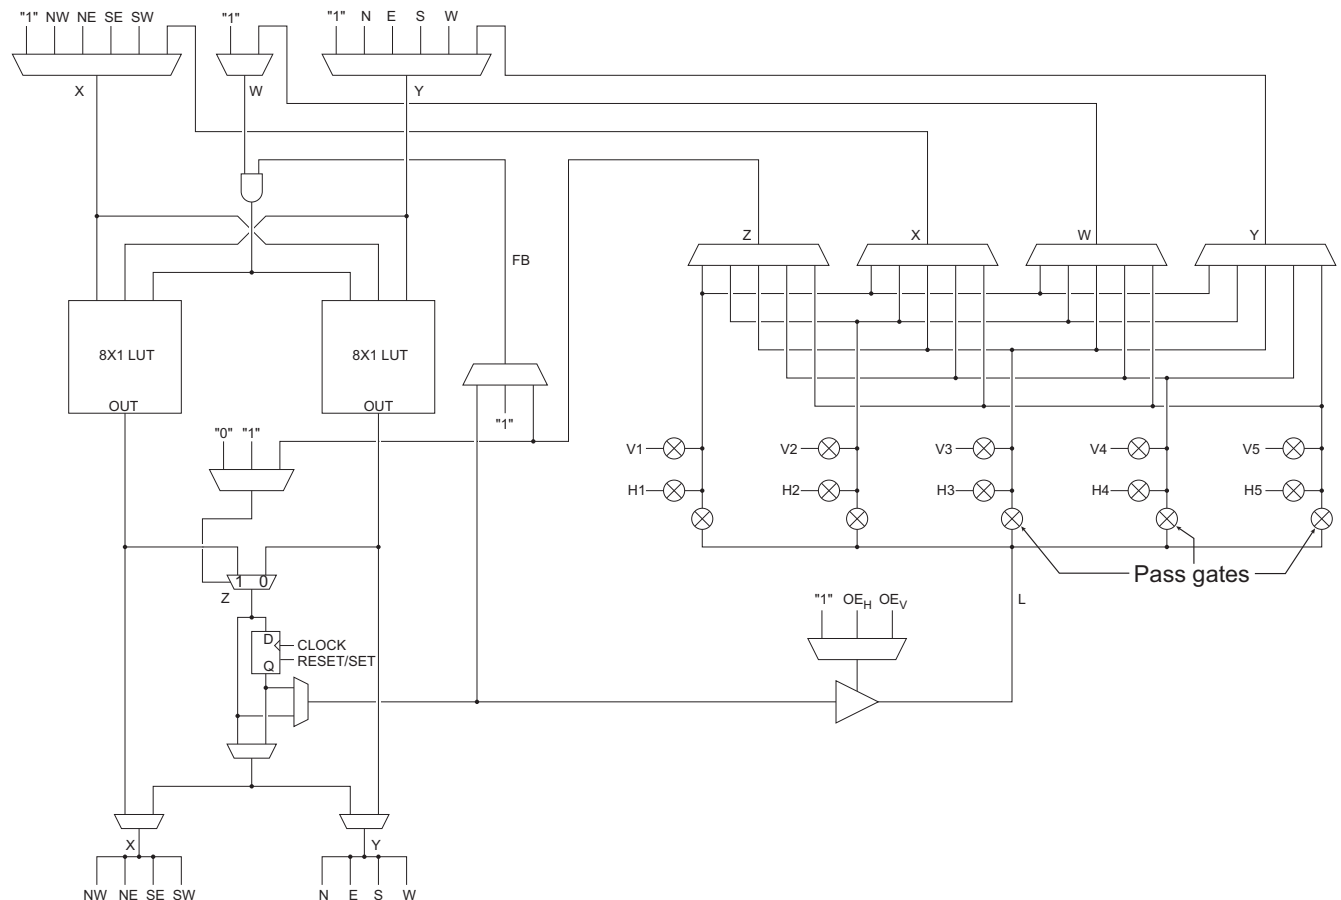 "1" NW NE SE SW "1" "1" N E S W
X W Y
Z X W Y
FB
8X1 LUT 8X1 LUT
OUT OUT
"1"
"0" "1"
V1 V2 V3 V4 V5
H1 H2 H3 H4 H5
1 0
Pass gates
Z
"1" OEH OEV L
D CLOCK
Q RESET/SET
X Y
NW NE SE SW N E S W